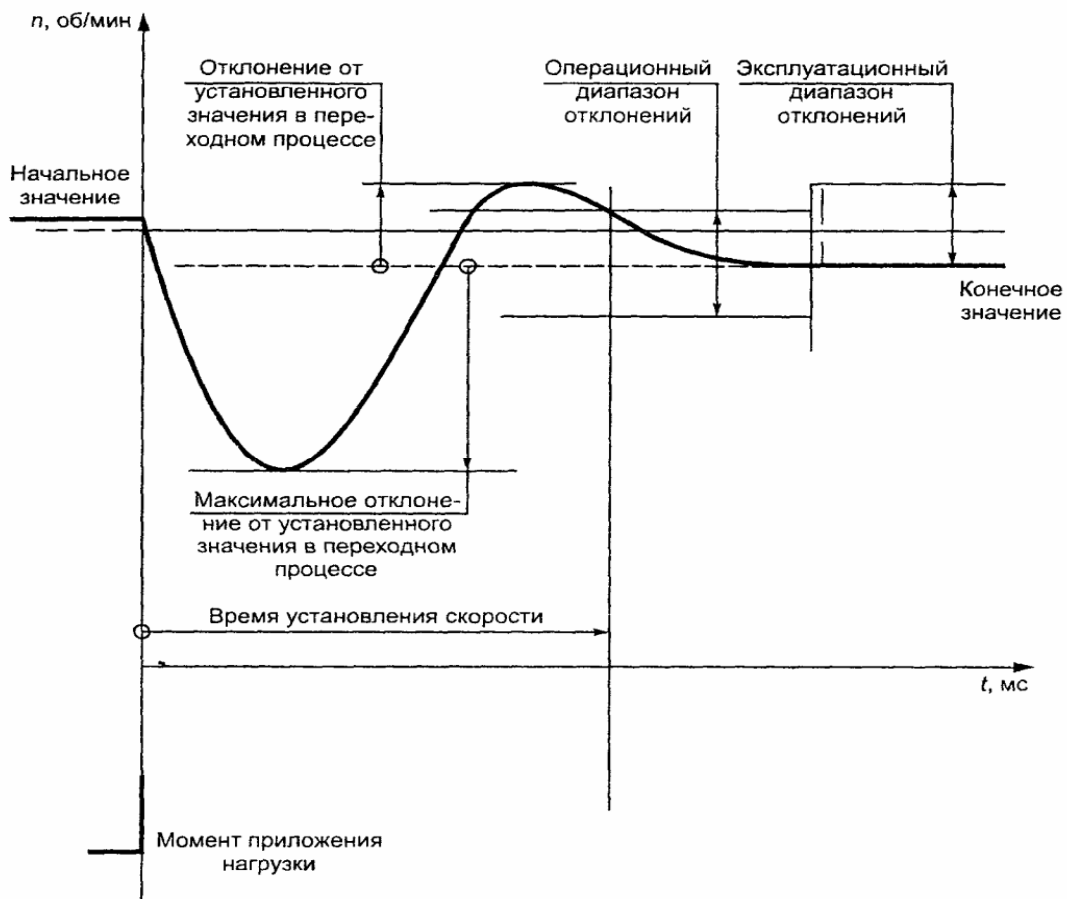 n, об/мин
Отклонение от
установленного
значения в пере-
ходном процессе
Операционный
диапазон
отклонений
Эксплуатационный
диапазон
отклонений
Начальное
значение
Конечное
значение
Максимальное отклоне-
ние от установленного
значения в переходном
процессе
Время установления скорости
t, мс
Момент приложения
нагрузки